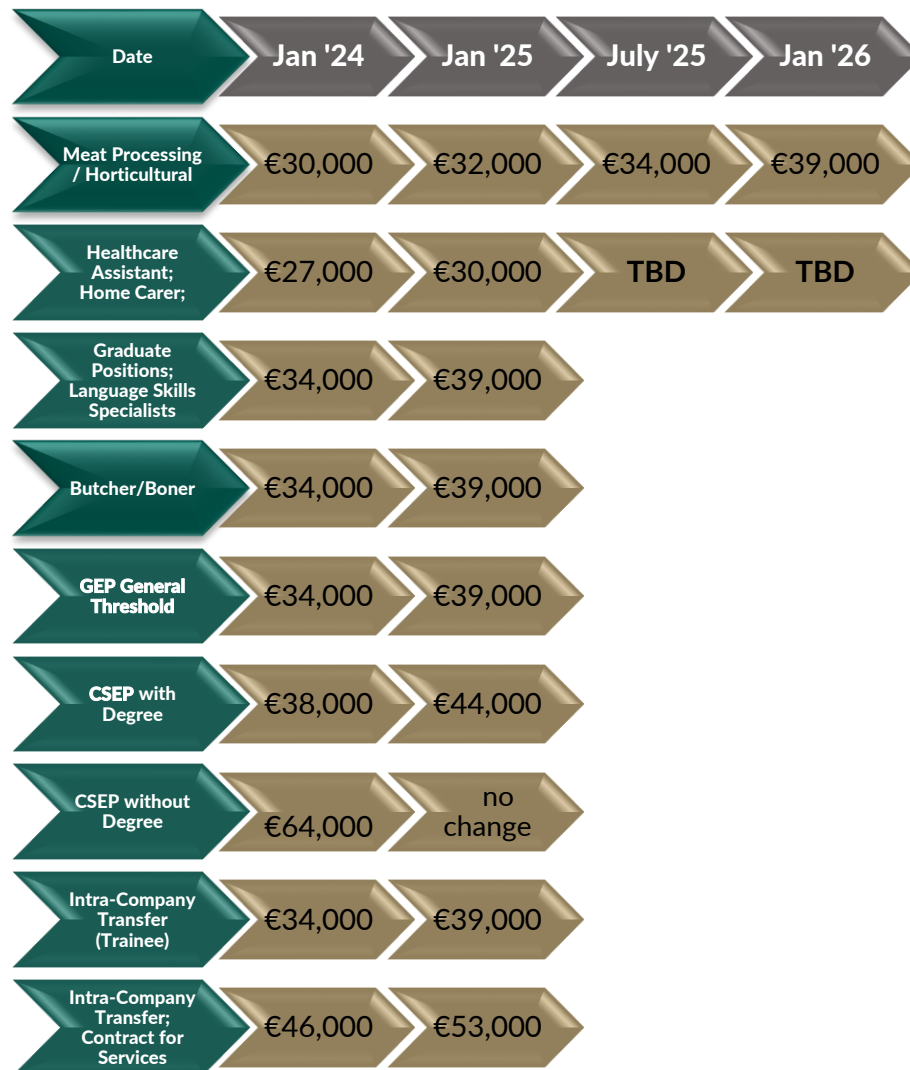 Date
Jan '24
Jan '25
July '25
Jan '26
Meat Processing
/ Horticultural
€30,000
€32,000
€34,000
€39,000
Healthcare
Assistant;
Home Carer;
€27,000
€30,000
TBD
TBD
Graduate
Positions;
Language Skills
Specialists
€34,000
€39,000
Butcher/Boner
€34,000
€39,000
GEP General
Threshold
€34,000
€39,000
CSEP with
Degree
€38,000
€44,000
CSEP without
Degree
€64,000
no
change
Intra-Company
Transfer
(Trainee)
€34,000
€39,000
Intra-Company
Transfer;
Contract for
Services
€46,000
€53,000